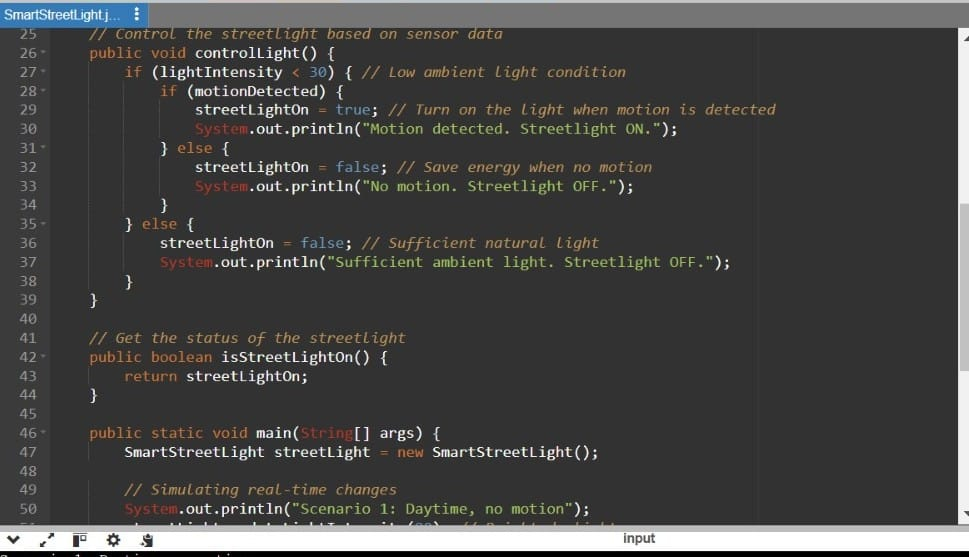 SmartStreetLight.j...
25 // Control the streetlight based on sensor data
26 public void controlLight() {
27 if (lightIntensity < 30) { // Low ambient light condition
28 if (motionDetected) {
29 streetLightOn = true; // Turn on the light when motion is detected
30 System.out.println("Motion detected. Streetlight ON.");
31 } else {
32 streetLightOn = false; // Save energy when no motion
33 System.out.println("No motion. Streetlight OFF.");
34 }
35 } else {
36 streetLightOn = false; // Sufficient natural light
37 System.out.println("Sufficient ambient light. Streetlight OFF.");
38 }
39 }
40
41 // Get the status of the streetlight
42 public boolean isStreetLightOn() {
43 return streetLightOn;
44 }
45
46 public static void main(String[] args) {
47 SmartStreetLight streetLight = new SmartStreetLight();
48
49 // Simulating real-time changes
50 System.out.println("Scenario 1: Daytime, no motion");
input